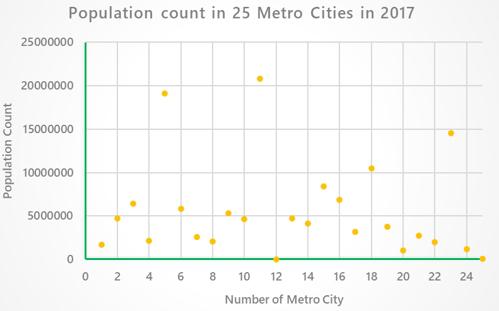 Population count in 25 Metro Cities in 2017
25000000
20000000
15000000
10000000
5000000
0
Population Count
0 2 4 6 8 10 12 14 16 18 20 22 24
Number of Metro City